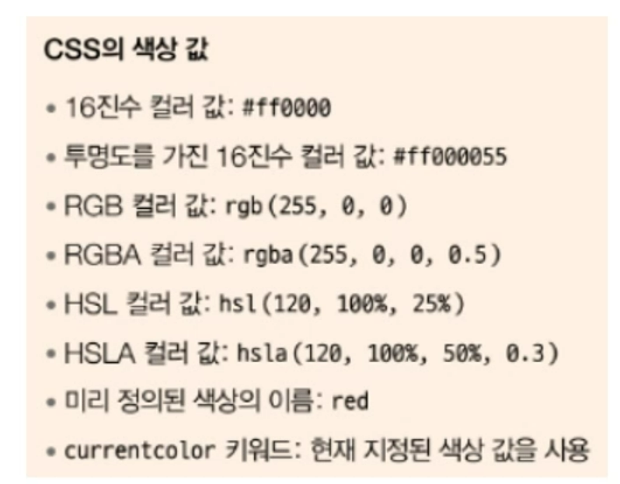 CSS의 색상 값
• 16진수 컬러 값: #ff0000
• 투명도를 가진 16진수 컬러 값: #ff000055
• RGB 컬러 값: rgb(255, 0, 0)
• RGBA 컬러 값: rgba(255, 0, 0, 0.5)
• HSL 컬러 값: hsl(120, 100%, 25%)
• HSLA 컬러 값: hsla(120, 100%, 50%, 0.3)
• 미리 정의된 색상의 이름: red
• currentcolor 키워드: 현재 지정된 색상 값을 사용